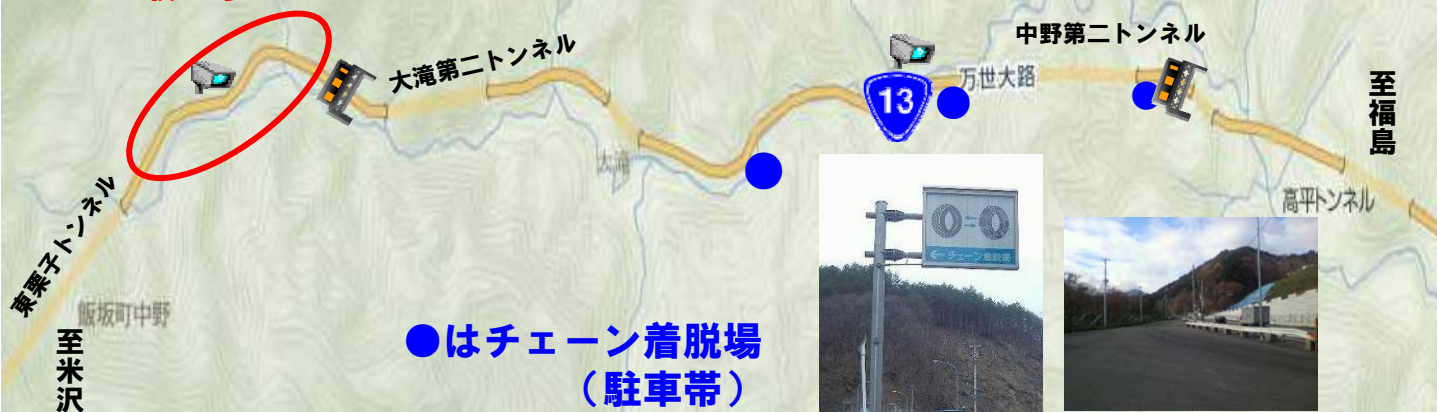 中野第二トンネル
大滝第二トンネル
万世大路
13
至福島
大滝
高平トンネル
東栗子トンネル
飯坂町中野
至米沢
●はチェーン着脱場
（駐車帯）
←チェーン着脱場